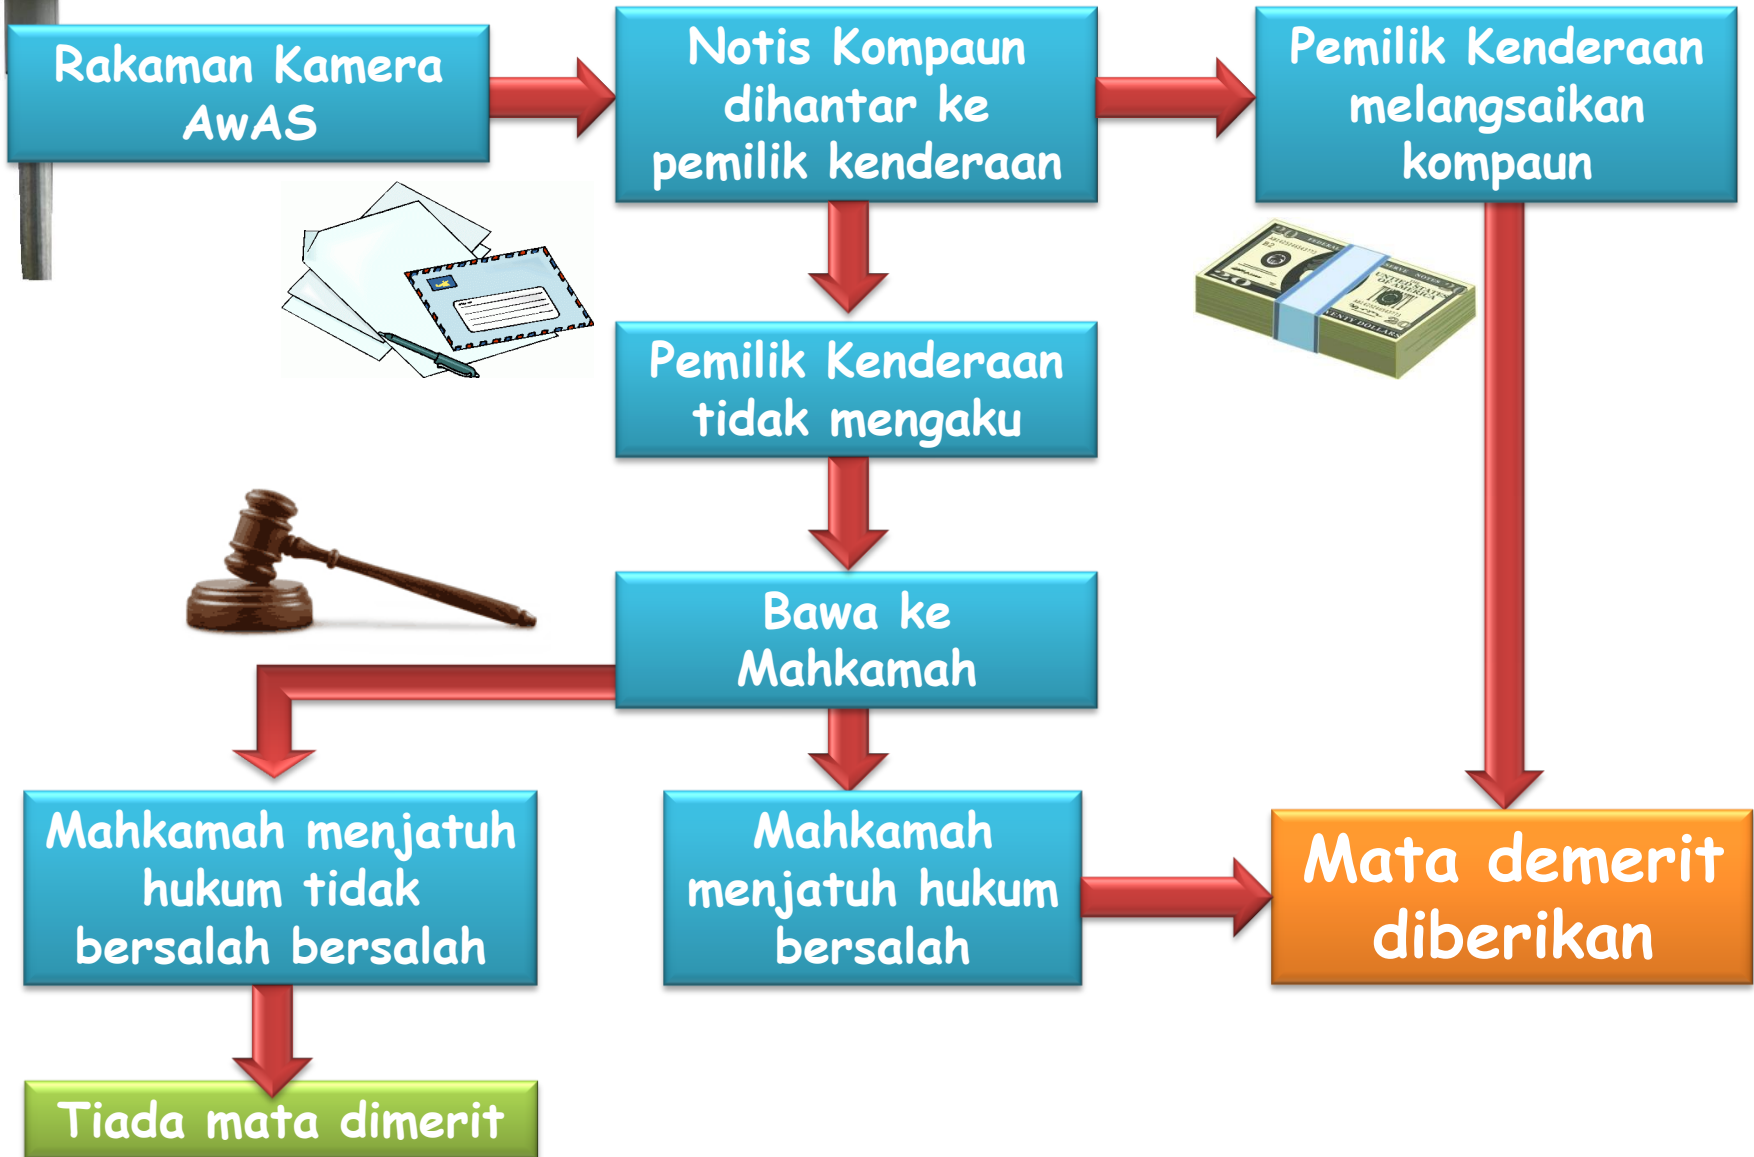 Rakaman Kamera
AwAS
Notis Kompaun
dihantar ke
pemilik kenderaan
Pemilik Kenderaan
melangsaikan
kompaun
Pemilik Kenderaan
tidak mengaku
Bawa ke
Mahkamah
Mahkamah menjatuh
hukum tidak
bersalah bersalah
Mahkamah
menjatuh hukum
bersalah
Mata demerit
diberikan
Tiada mata dimerit